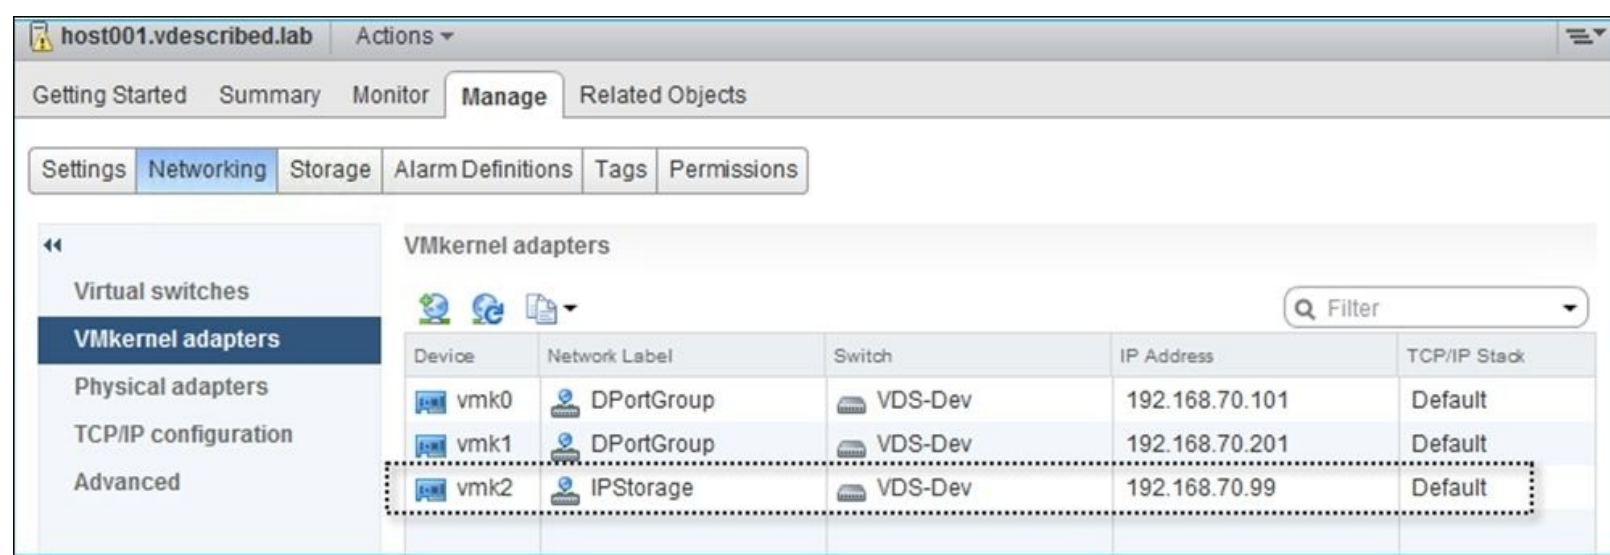 host001.vdescribed.lab Actions
Getting Started Summary Monitor Manage Related Objects
Settings Networking Storage Alarm Definitions Tags Permissions
VMkernel adapters
Virtual switches
VMkernel adapters
Physical adapters
TCP/IP configuration
Advanced
Filter
Device Network Label Switch IP Address TCP/IP Stack
vmk0 DPortGroup VDS-Dev 192.168.70.101 Default
vmk1 DPortGroup VDS-Dev 192.168.70.201 Default
vmk2 IPStorage VDS-Dev 192.168.70.99 Default